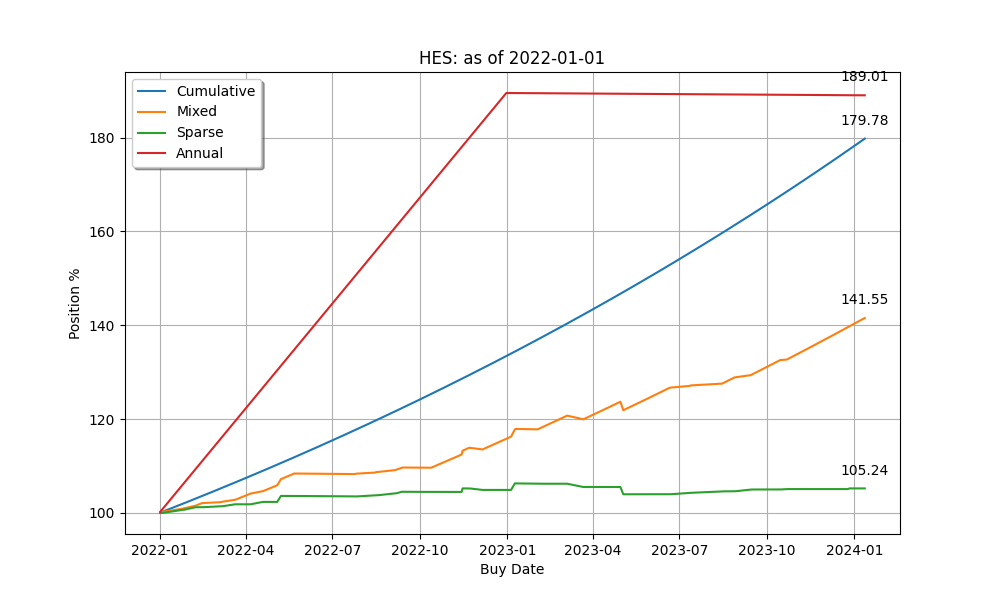 HES: as of 2022-01-01
Cumulative
Mixed
Sparse
Annual
189.01
179.78
141.55
105.24
180
160
140
120
100
Position %
2022-01 2022-04 2022-07 2022-10 2023-01 2023-04 2023-07 2023-10 2024-01
Buy Date